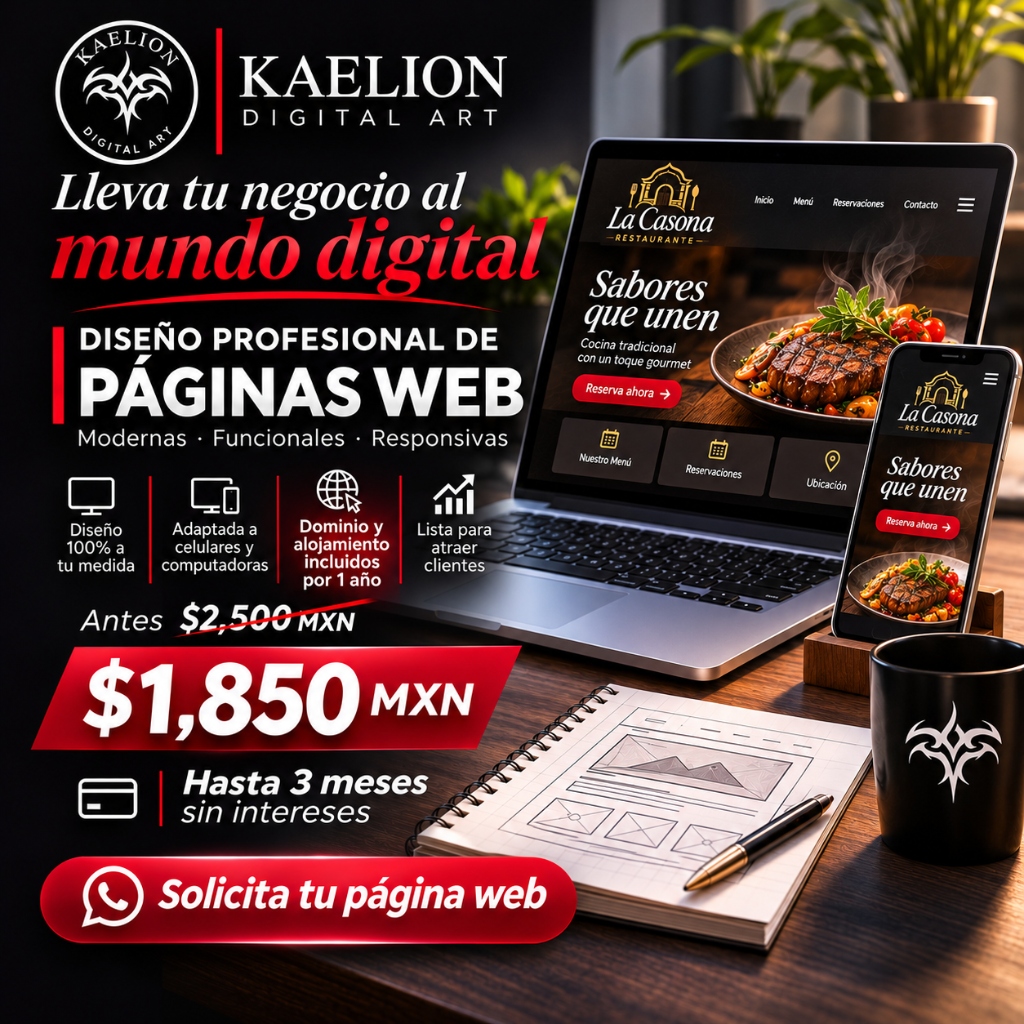 KAELION
DIGITAL ART
KAELION
DIGITAL ART
Lleva tu negocio al
mundo digital
DISEÑO PROFESIONAL DE
PÁGINAS WEB
Modernas · Funcionales · Responsivas
Diseño
100% a
tu medida
Adaptada a
celulares y
computadoras
Dominio y
alojamiento
incluidos
por 1 año
Lista para
atraer
clientes
Antes $2,500 MXN
$1,850 MXN
Hasta 3 meses
sin intereses
Solicita tu página web
La Casona
RESTAURANTE
Inicio Menú Reservaciones Contacto
Sabores
que unen
Cocina tradicional
con un toque gourmet
Reserva ahora →
Nuestro Menú
Reservaciones
Ubicación
La Casona
RESTAURANTE
Sabores
que unen
Reserva ahora →